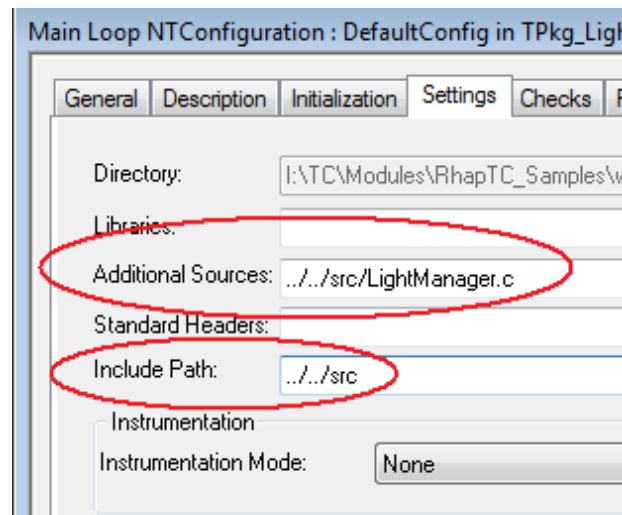 Main Loop NTConfiguration : DefaultConfig in TPkg_Ligh
General Description Initialization Settings Checks
Directory: I:\TC\Modules\RhapTC_Samples\w
Libraries:
Additional Sources: ../../src/LightManager.c
Standard Headers:
Include Path: ../../src
Instrumentation
Instrumentation Mode: None